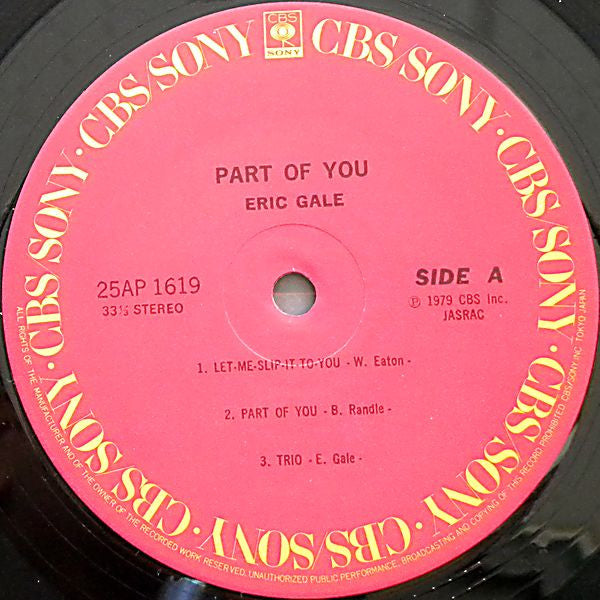 CBS
SONY
CBS/SONY · CBS/SONY · CBS/SONY · CBS/SONY · CBS/SONY · CBS/SONY · CBS/SONY · CBS/SONY
PART OF YOU
ERIC GALE
25AP 1619
33⅓ STEREO
SIDE A
Ⓟ 1979 CBS Inc.
JASRAC
1. LET-ME-SLIP-IT-TO-YOU - W. Eaton -
2. PART OF YOU - B. Randle -
3. TRIO - E. Gale -
ALL RIGHTS OF THE MANUFACTURER AND OF THE OWNER OF THE RECORDED WORK RESERVED. UNAUTHORIZED PUBLIC PERFORMANCE, BROADCASTING AND COPYING OF THIS RECORD PROHIBITED CBS/SONY INC. TOKYO JAPAN